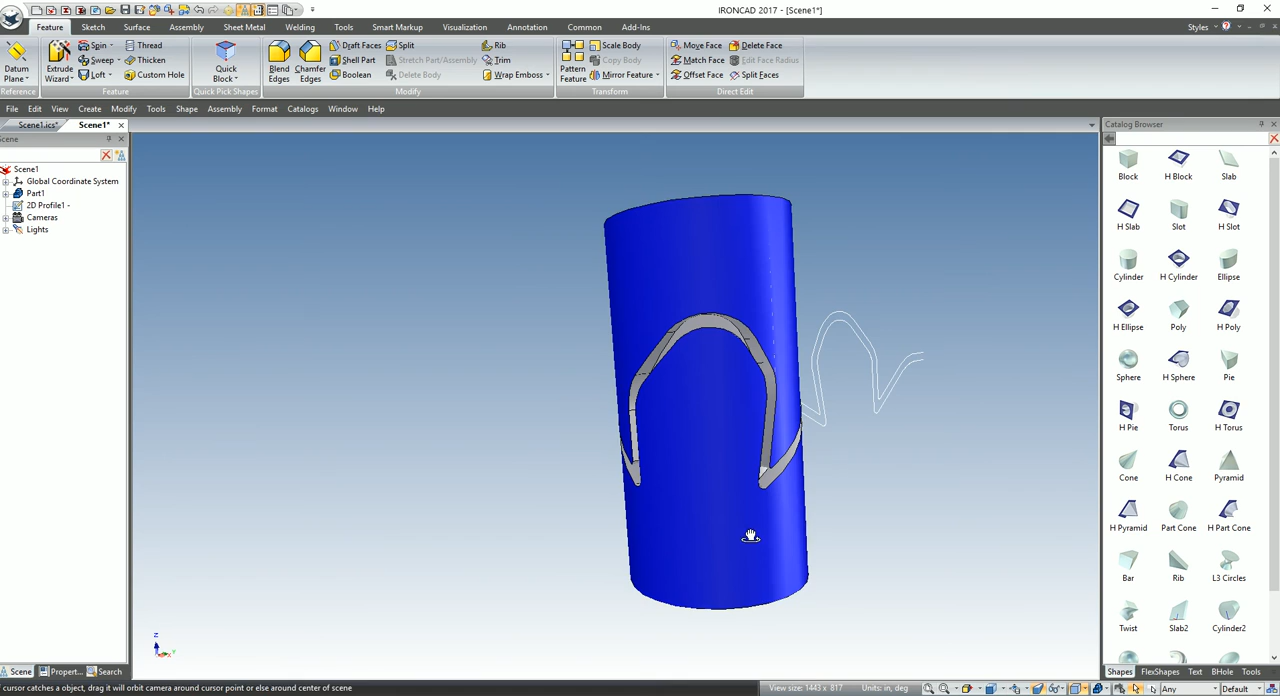 IRONCAD 2017 - [Scene1*]
Feature Sketch Surface Assembly Sheet Metal Welding Tools Smart Markup Visualization Annotation Common Add-Ins Styles
Datum Plane Extrude Wizard Spin Sweep Loft Thread Thicken Custom Hole Quick Block Blend Edges Chamfer Edges Draft Faces Shell Part Boolean Split Stretch Part/Assembly Delete Body Rib Trim Wrap Emboss Pattern Feature Scale Body Copy Body Mirror Feature Move Face Match Face Offset Face Delete Face Edit Face Radius Split Faces
Reference Feature Quick Pick Shapes Modify Transform Direct Edit
File Edit View Create Modify Tools Shape Assembly Format Catalogs Window Help
Scene1.ics* Scene1*
Scene
Catalog Browser
Scene1
Global Coordinate System
Part1
2D Profile1 -
Cameras
Lights
Block H Block Slab
H Slab Slot H Slot
Cylinder H Cylinder Ellipse
H Ellipse Poly H Poly
Sphere H Sphere Pie
H Pie Torus H Torus
Cone H Cone Pyramid
H Pyramid Part Cone H Part Cone
Bar Rib L3 Circles
Twist Slab2 Cylinder2
Z
Y
Scene Propert... Search
Shapes FlexShapes Text BHole Tools
f cursor catches a object, drag it will orbit camera around cursor point or else around center of scene
View size: 1443 x 817 Units: in, deg Any Default